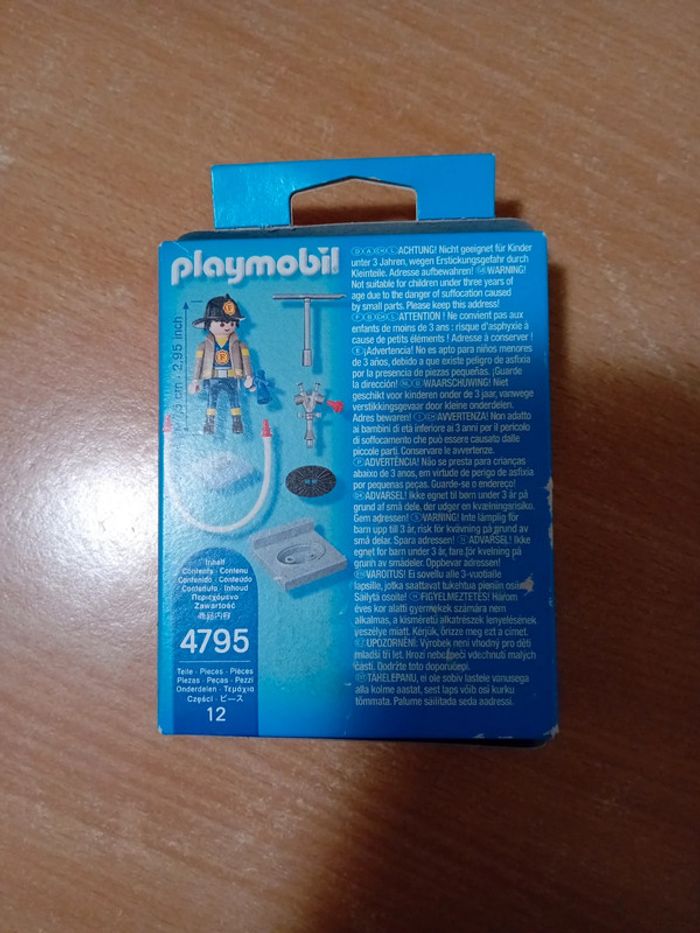 playmobil
7,5 cm · 2.95 inch
Inhalt
Contents · Contenu
Contenido · Conteúdo
Contenuto · Inhoud
Περιεχόμενο
Zawartość
商品内容
4795
Teile · Pieces · Pièces
Piezas · Peças · Pezzi
Onderdelen · Τεμάχια
Części · ピース
12
ACHTUNG! Nicht geeignet für Kinder
unter 3 Jahren, wegen Erstickungsgefahr durch
Kleinteile. Adresse aufbewahren! WARNING!
Not suitable for children under three years of
age due to the danger of suffocation caused
by small parts. Please keep this address!
ATTENTION ! Ne convient pas aux
enfants de moins de 3 ans : risque d'asphyxie à
cause de petits éléments ! Adresse à conserver !
¡Advertencia! No es apto para niños menores
de 3 años, debido a que existe peligro de asfixia
por la presencia de piezas pequeñas. ¡Guarde
la dirección! WAARSCHUWING! Niet
geschikt voor kinderen onder de 3 jaar, vanwege
verstikkingsgevaar door kleine onderdelen.
Adres bewaren! AVVERTENZA! Non adatto
ai bambini di età inferiore ai 3 anni per il pericolo
di soffocamento che può essere causato dalle
piccole parti. Conservare le avvertenze.
ADVERTÊNCIA! Não se presta para crianças
abaixo de 3 anos, em virtude de perigo de asfixia
por pequenas peças. Guarde-se o endereço!
ADVARSEL! Ikke egnet til børn under 3 år på
grund af små dele, der udgør en kvælningsrisiko.
Gem adressen! VARNING! Inte lämplig för
barn upp till 3 år, risk för kvävning på grund av
små delar. Spara adressen! ADVARSEL! Ikke
egnet for barn under 3 år, fare for kvelning på
grunn av smådeler. Oppbevar adressen!
VAROITUS! Ei sovellu alle 3-vuotiaille
lapsille, jotka saattavat tukehtua pieniin osiin.
Säilytä osoite! FIGYELMEZTETÉS! Három
éves kor alatti gyermekek számára nem
alkalmas, a kisméretű alkatrészek lenyelésének
veszélye miatt. Kérjük, őrizze meg ezt a címet.
UPOZORNĚNÍ: Výrobek není vhodný pro děti
mladší tří let. Hrozí nebezpečí vdechnutí malých
částí. Dodržte toto doporučení.
TÄHELEPANU, ei ole sobiv lastele vanusega
alla kolme aastat, sest laps võib osi kurku
tõmmata. Palume säilitada seda aadressi.